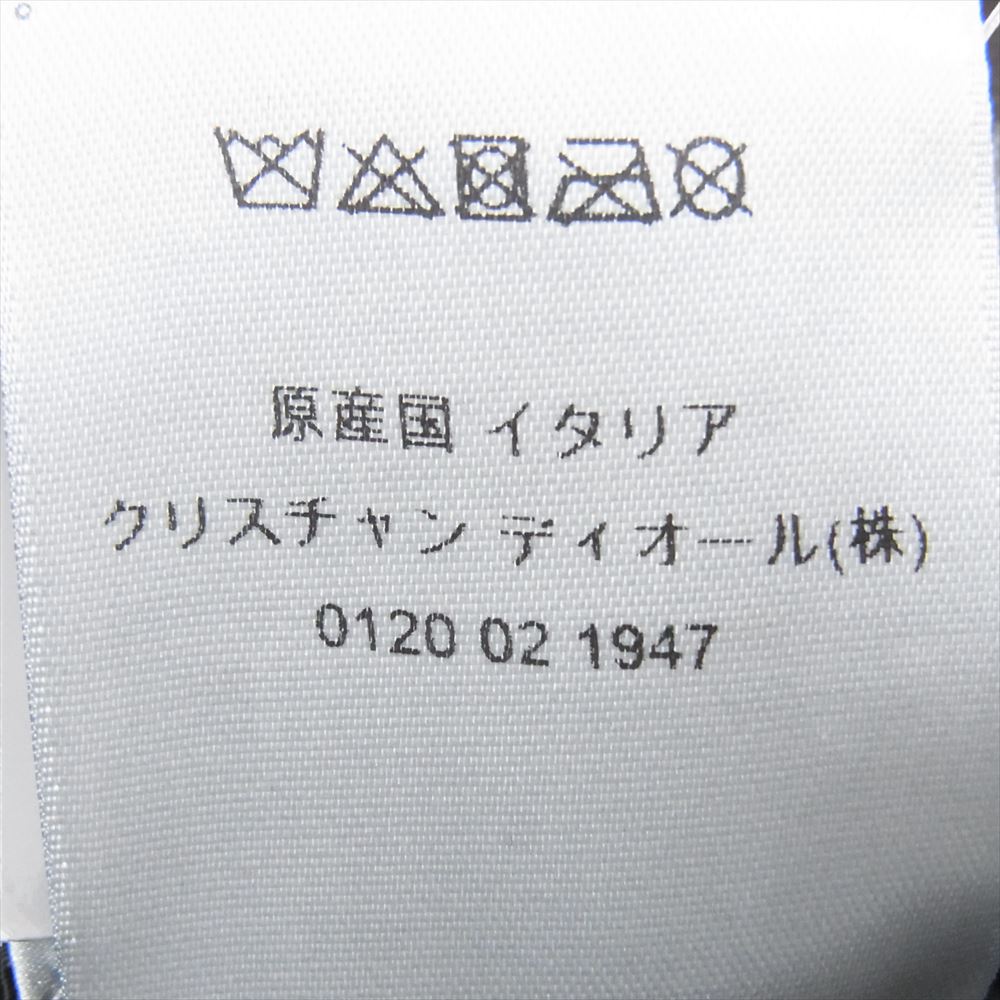 原産国 イタリア
クリスチャン ディオール(株)
0120 02 1947